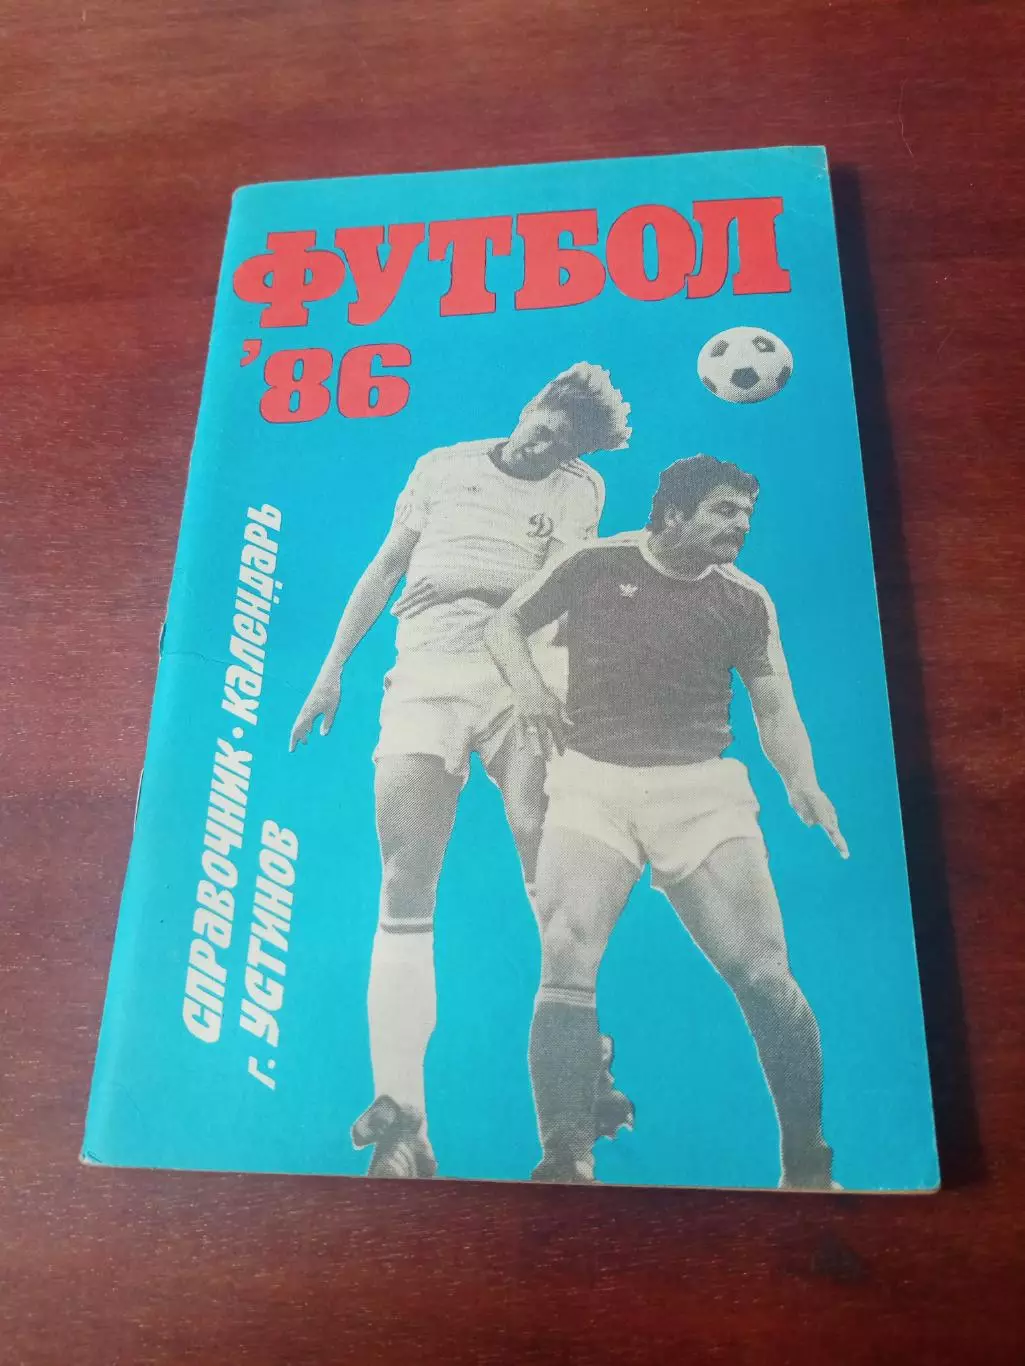 ФУТБОЛ
'86
СПРАВОЧНИК • КАЛЕНДАРЬ
г. УСТИНОВ
Д